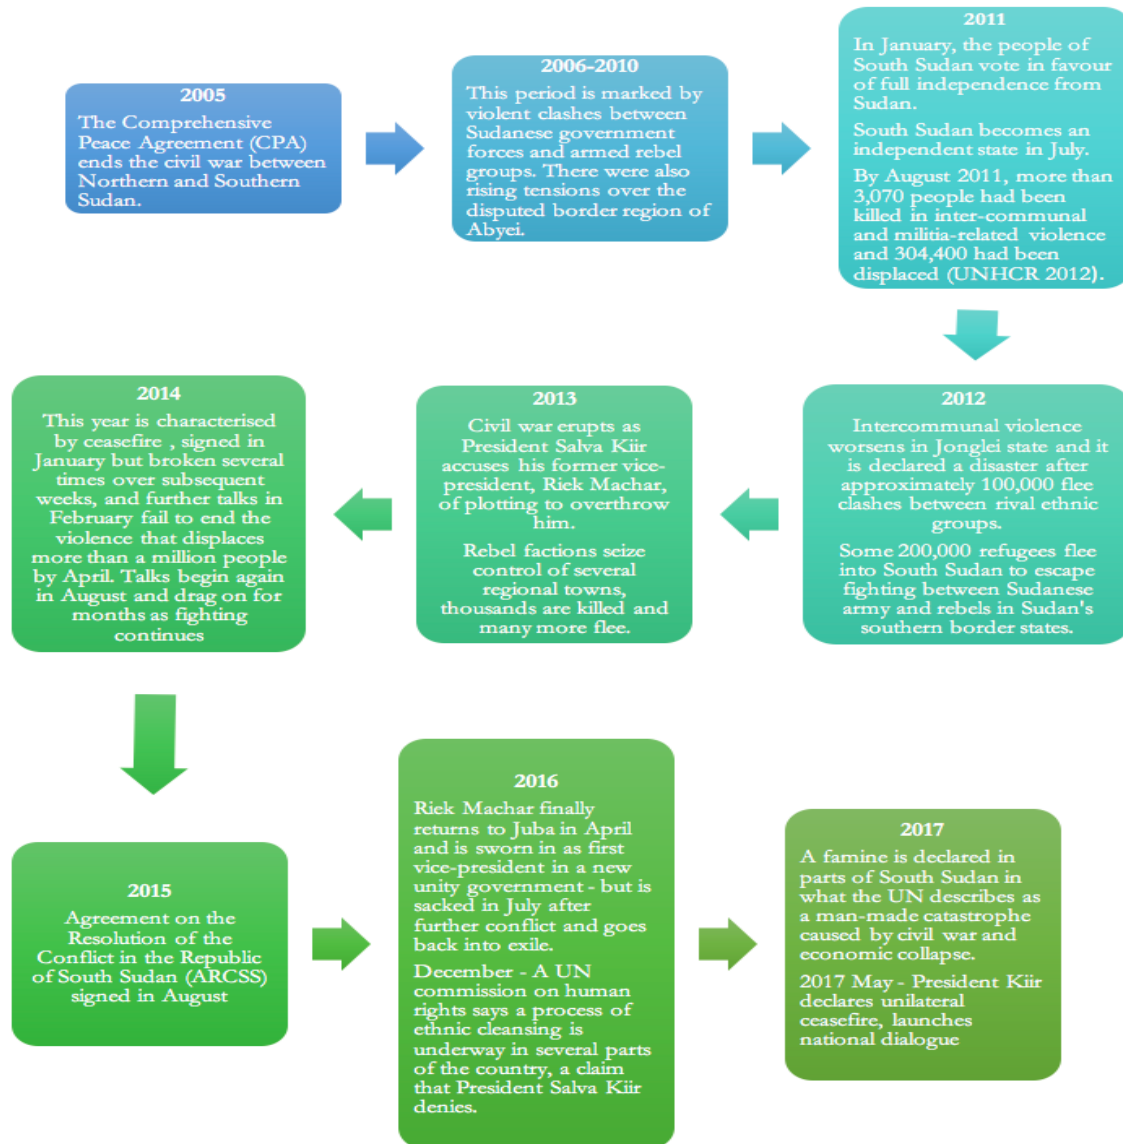 2005
The Comprehensive
Peace Agreement (CPA)
ends the civil war between
Northern and Southern
Sudan.
2006-2010
This period is marked by
violent clashes between
Sudanese government
forces and armed rebel
groups. There were also
rising tensions over the
disputed border region of
Abyei.
2011
In January, the people of
South Sudan vote in favour
of full independence from
Sudan.
South Sudan becomes an
independent state in July.
By August 2011, more than
3,070 people had been
killed in inter-communal
and militia-related violence
and 304,400 had been
displaced (UNHCR 2012).
2012
Intercommunal violence
worsens in Jonglei state and it
is declared a disaster after
approximately 100,000 flee
clashes between rival ethnic
groups.
Some 200,000 refugees flee
into South Sudan to escape
fighting between Sudanese
army and rebels in Sudan's
southern border states.
2013
Civil war erupts as
President Salva Kiir
accuses his former vice-
president, Riek Machar,
of plotting to overthrow
him.
Rebel factions seize
control of several
regional towns,
thousands are killed and
many more flee.
2014
This year is characterised
by ceasefire , signed in
January but broken several
times over subsequent
weeks, and further talks in
February fail to end the
violence that displaces
more than a million people
by April. Talks begin again
in August and drag on for
months as fighting
continues
2015
Agreement on the
Resolution of the
Conflict in the Republic
of South Sudan (ARCSS)
signed in August
2016
Riek Machar finally
returns to Juba in April
and is sworn in as first
vice-president in a new
unity government - but is
sacked in July after
further conflict and goes
back into exile.
December - A UN
commission on human
rights says a process of
ethnic cleansing is
underway in several parts
of the country, a claim
that President Salva Kiir
denies.
2017
A famine is declared in
parts of South Sudan in
what the UN describes as
a man-made catastrophe
caused by civil war and
economic collapse.
2017 May - President Kiir
declares unilateral
ceasefire, launches
national dialogue